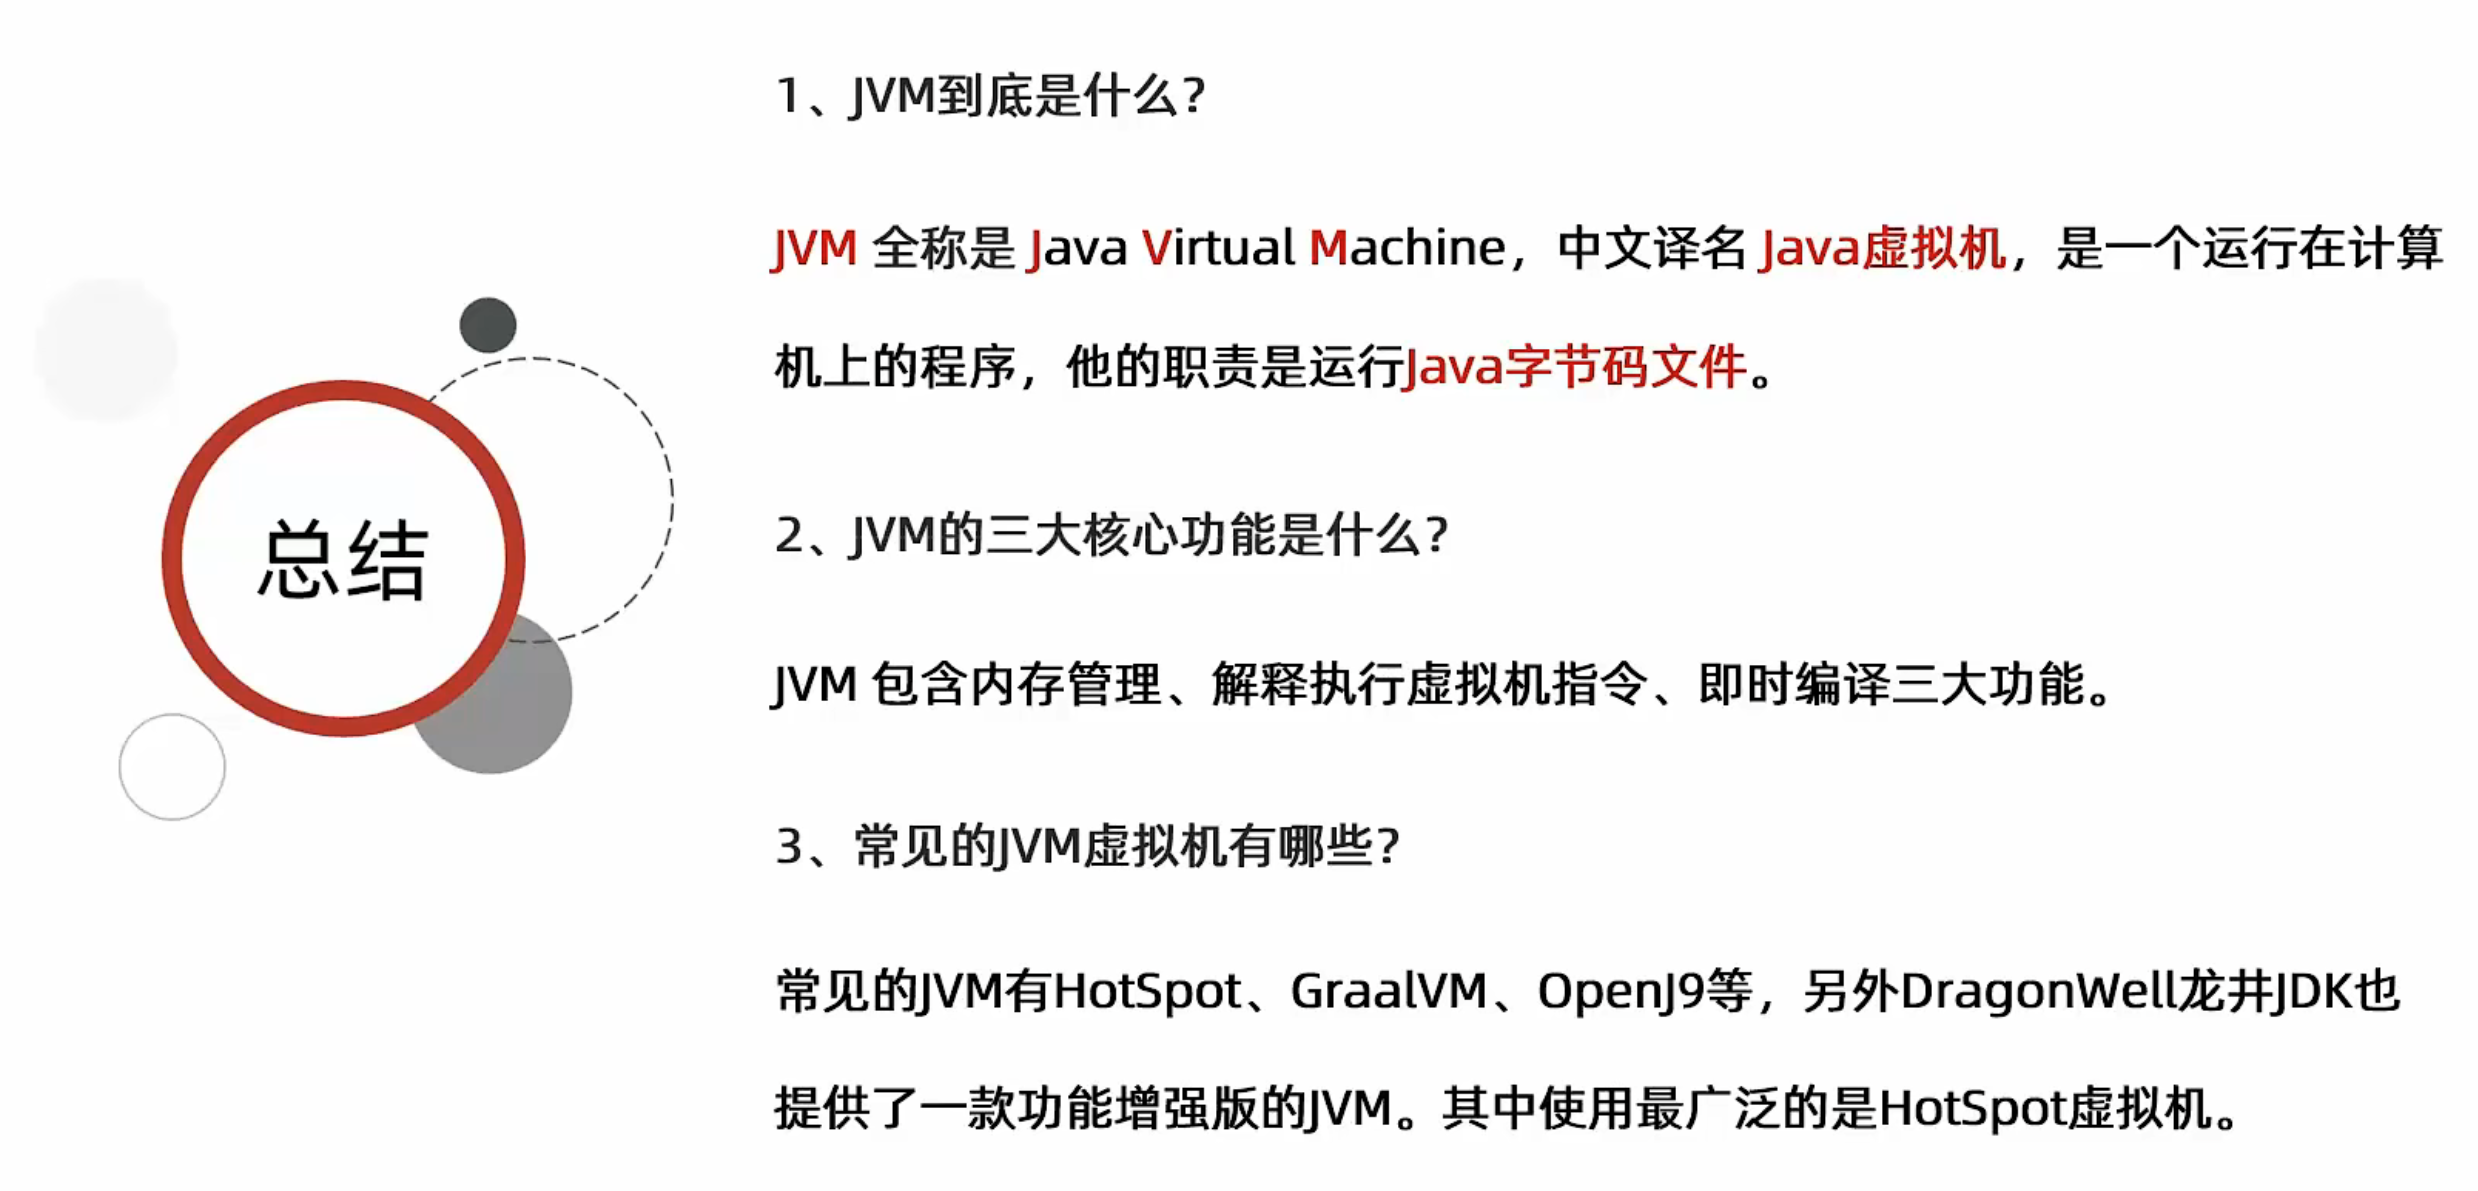 总结
1、JVM到底是什么？
JVM 全称是 Java Virtual Machine，中文译名 Java虚拟机，是一个运行在计算
机上的程序，他的职责是运行Java字节码文件。
2、JVM的三大核心功能是什么？
JVM 包含内存管理、解释执行虚拟机指令、即时编译三大功能。
3、常见的JVM虚拟机有哪些？
常见的JVM有HotSpot、GraalVM、OpenJ9等，另外DragonWell龙井JDK也
提供了一款功能增强版的JVM。其中使用最广泛的是HotSpot虚拟机。